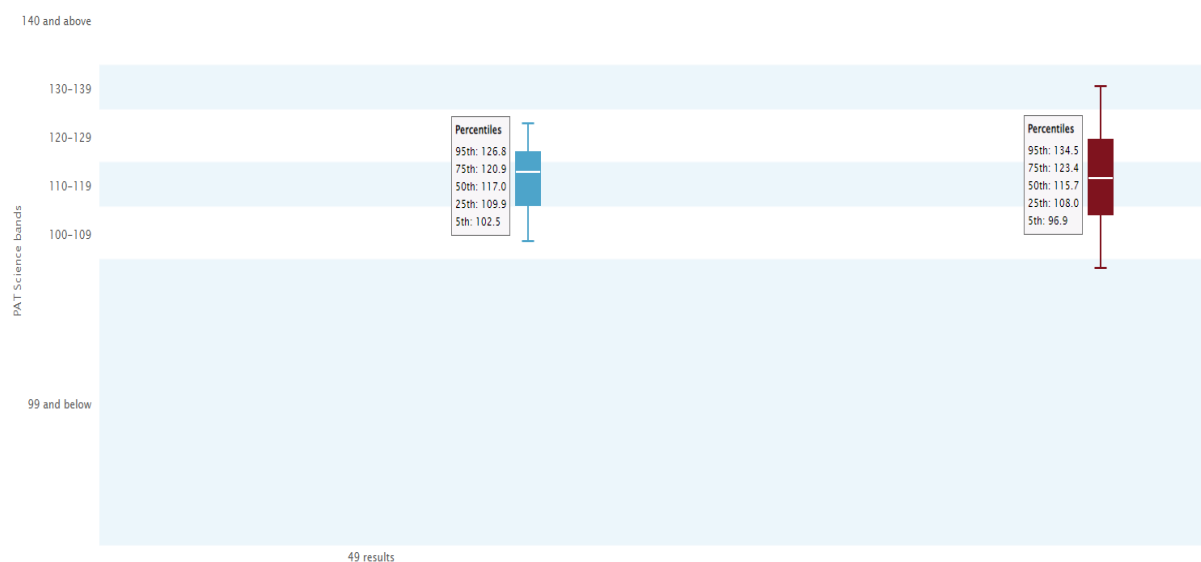 140 and above
130–139
120–129
110–119
100–109
99 and below
PAT Science bands
Percentiles
95th: 126.8
75th: 120.9
50th: 117.0
25th: 109.9
5th: 102.5
Percentiles
95th: 134.5
75th: 123.4
50th: 115.7
25th: 108.0
5th: 96.9
49 results